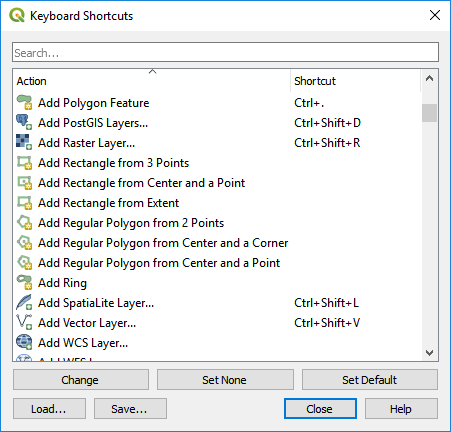 Keyboard Shortcuts
Search...
Action Shortcut
Add Polygon Feature Ctrl+.
Add PostGIS Layers... Ctrl+Shift+D
Add Raster Layer... Ctrl+Shift+R
Add Rectangle from 3 Points
Add Rectangle from Center and a Point
Add Rectangle from Extent
Add Regular Polygon from 2 Points
Add Regular Polygon from Center and a Corner
Add Regular Polygon from Center and a Point
Add Ring
Add SpatiaLite Layer... Ctrl+Shift+L
Add Vector Layer... Ctrl+Shift+V
Add WCS Layer...
Add WFS
Change Set None Set Default
Load... Save... Close Help